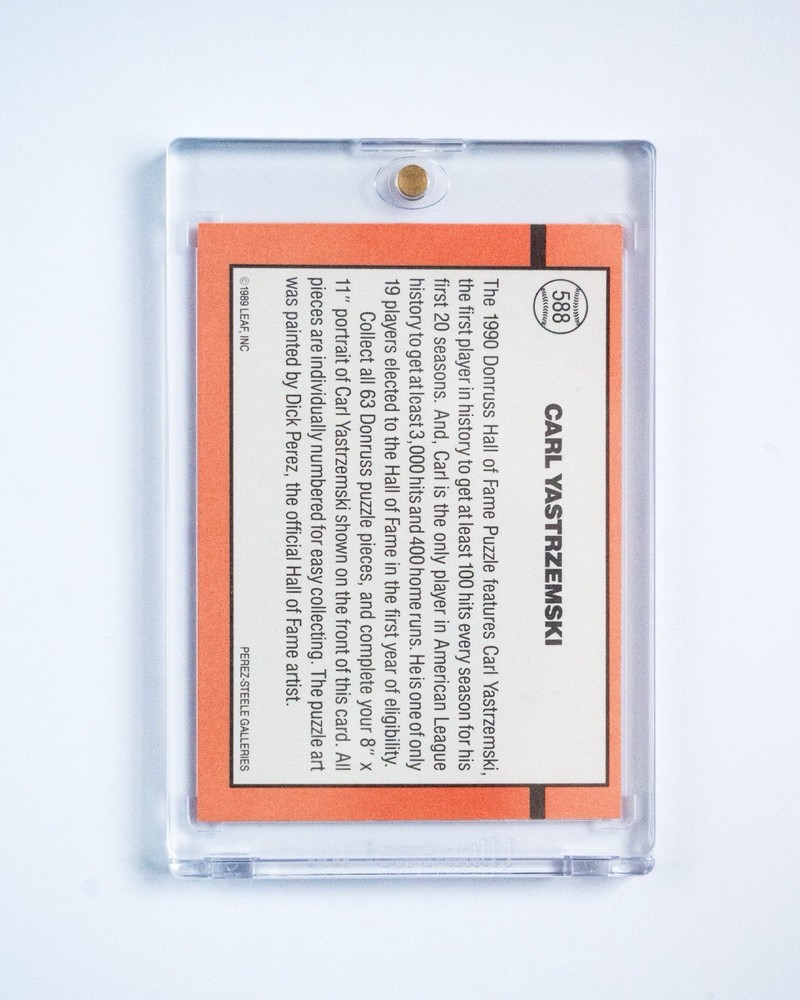 588
CARL YASTRZEMSKI
The 1990 Donruss Hall of Fame Puzzle features Carl Yastrzemski,
the first player in history to get at least 100 hits every season for his
first 20 seasons. And, Carl is the only player in American League
history to get at least 3,000 hits and 400 home runs. He is one of only
19 players elected to the Hall of Fame in the first year of eligibility.
Collect all 63 Donruss puzzle pieces, and complete your 8" x
11" portrait of Carl Yastrzemski shown on the front of this card. All
pieces are individually numbered for easy collecting. The puzzle art
was painted by Dick Perez, the official Hall of Fame artist.
© 1989 LEAF, INC
PEREZ-STEELE GALLERIES